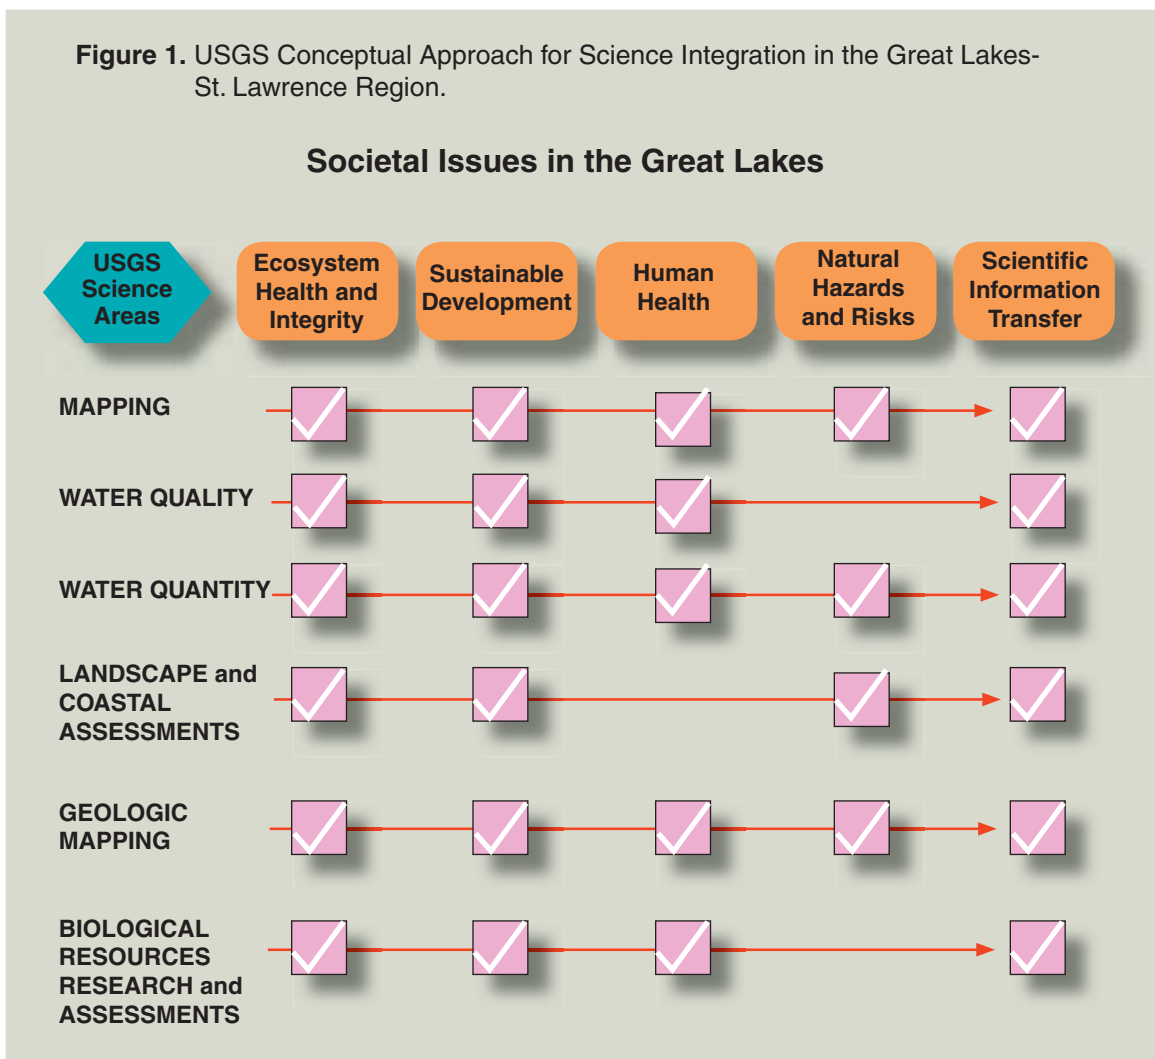 Figure 1. USGS Conceptual Approach for Science Integration in the Great Lakes-
St. Lawrence Region.
Societal Issues in the Great Lakes
USGS
Science
Areas
Ecosystem
Health and
Integrity
Sustainable
Development
Human
Health
Natural
Hazards
and Risks
Scientific
Information
Transfer
MAPPING
WATER QUALITY
WATER QUANTITY
LANDSCAPE and
COASTAL
ASSESSMENTS
GEOLOGIC
MAPPING
BIOLOGICAL
RESOURCES
RESEARCH and
ASSESSMENTS